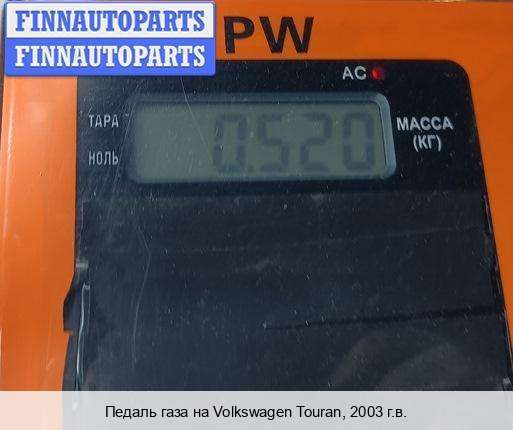 FINNAUTOPARTS
FINNAUTOPARTS
PW
AC
ТАРА
НОЛЬ
0.520
МАССА
(КГ)
Педаль газа на Volkswagen Touran, 2003 г.в.